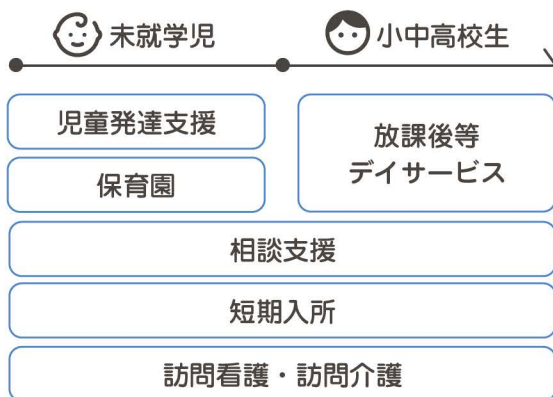 未就学児
小中高校生
児童発達支援
保育園
放課後等
デイサービス
相談支援
短期入所
訪問看護・訪問介護